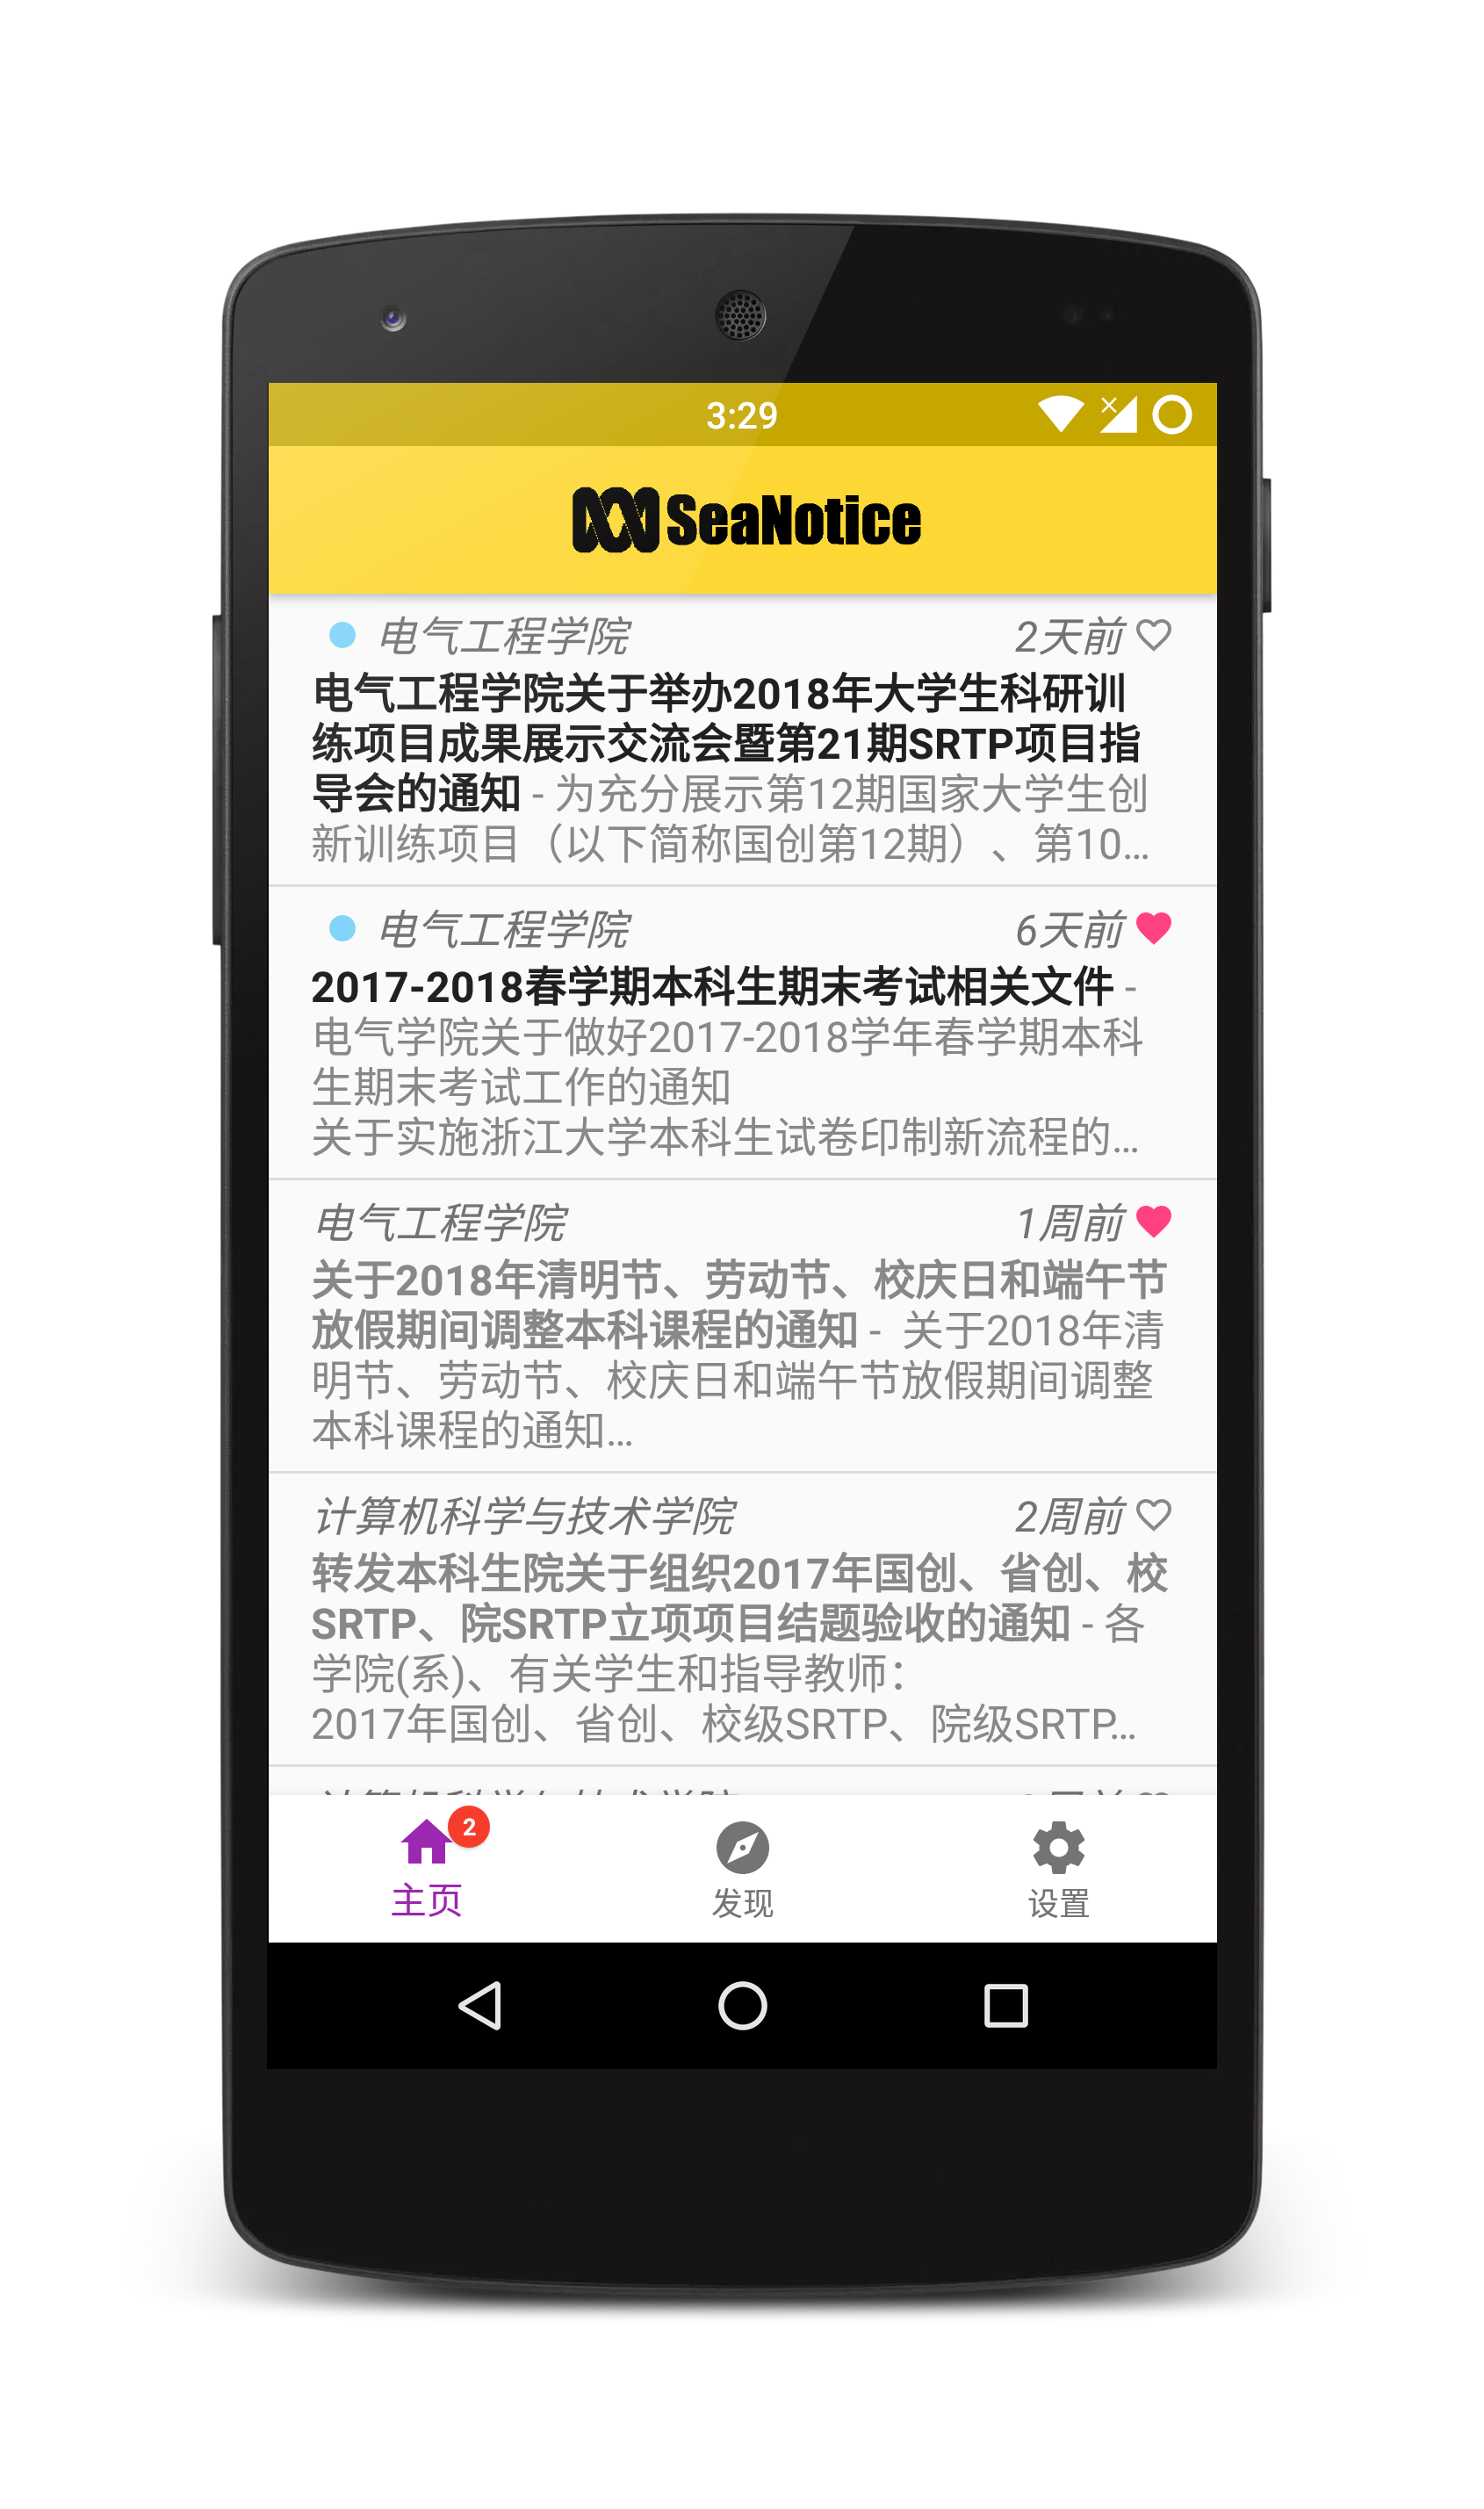 3:29
SeaNotice
电气工程学院 2天前
电气工程学院关于举办2018年大学生科研训
练项目成果展示交流会暨第21期SRTP项目指
导会的通知 - 为充分展示第12期国家大学生创
新训练项目（以下简称国创第12期）、第10…
电气工程学院 6天前
2017-2018春学期本科生期末考试相关文件 -
电气学院关于做好2017-2018学年春学期本科
生期末考试工作的通知
关于实施浙江大学本科生试卷印制新流程的…
电气工程学院 1周前
关于2018年清明节、劳动节、校庆日和端午节
放假期间调整本科课程的通知 - 关于2018年清
明节、劳动节、校庆日和端午节放假期间调整
本科课程的通知…
计算机科学与技术学院 2周前
转发本科生院关于组织2017年国创、省创、校
SRTP、院SRTP立项项目结题验收的通知 - 各
学院(系)、有关学生和指导教师：
2017年国创、省创、校级SRTP、院级SRTP…
2
主页 发现 设置